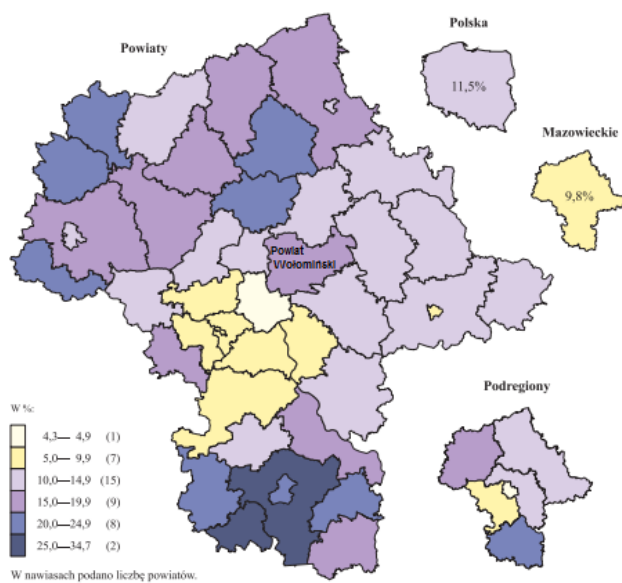 Polska
Powiaty
11,5%
Mazowieckie
9,8%
Powiat
Wołomiński
Podregiony
W %:
4,3— 4,9 (1)
5,0— 9,9 (7)
10,0—14,9 (15)
15,0—19,9 (9)
20,0—24,9 (8)
25,0—34,7 (2)
W nawiasach podano liczbę powiatów.